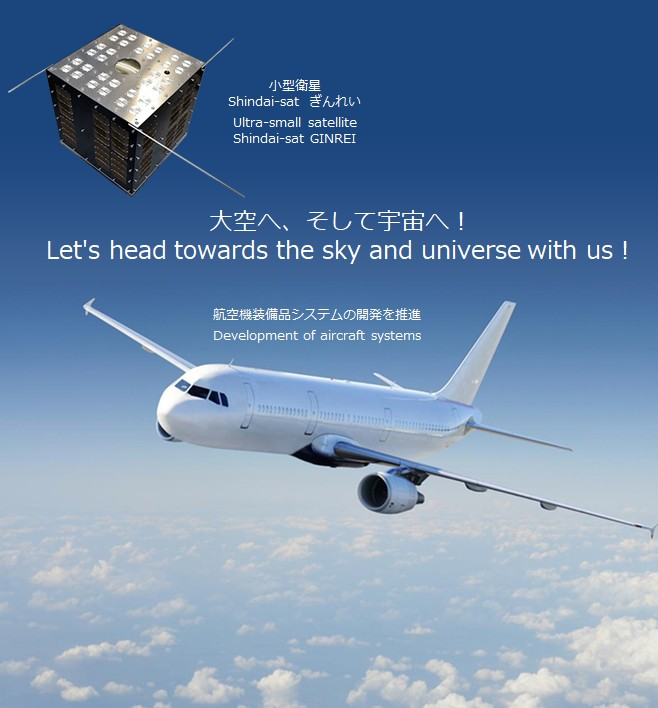 小型衛星
Shindai-sat ぎんれい
Ultra-small satellite
Shindai-sat GINREI
大空へ、そして宇宙へ！
Let's head towards the sky and universe with us !
航空機装備品システムの開発を推進
Development of aircraft systems